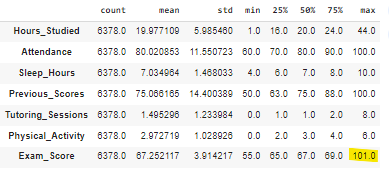 count mean std min 25% 50% 75% max
Hours_Studied 6378.0 19.977109 5.985460 1.0 16.0 20.0 24.0 44.0
Attendance 6378.0 80.020853 11.550723 60.0 70.0 80.0 90.0 100.0
Sleep_Hours 6378.0 7.034964 1.468033 4.0 6.0 7.0 8.0 10.0
Previous_Scores 6378.0 75.066165 14.400389 50.0 63.0 75.0 88.0 100.0
Tutoring_Sessions 6378.0 1.495296 1.233984 0.0 1.0 1.0 2.0 8.0
Physical_Activity 6378.0 2.972719 1.028926 0.0 2.0 3.0 4.0 6.0
Exam_Score 6378.0 67.252117 3.914217 55.0 65.0 67.0 69.0 101.0